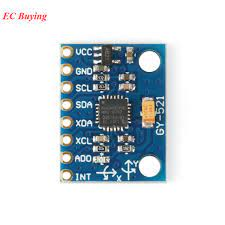 EC Buying
VCC
GND
SCL
SDA
XDA
XCL
ADO
INT
GY-521
X
Y